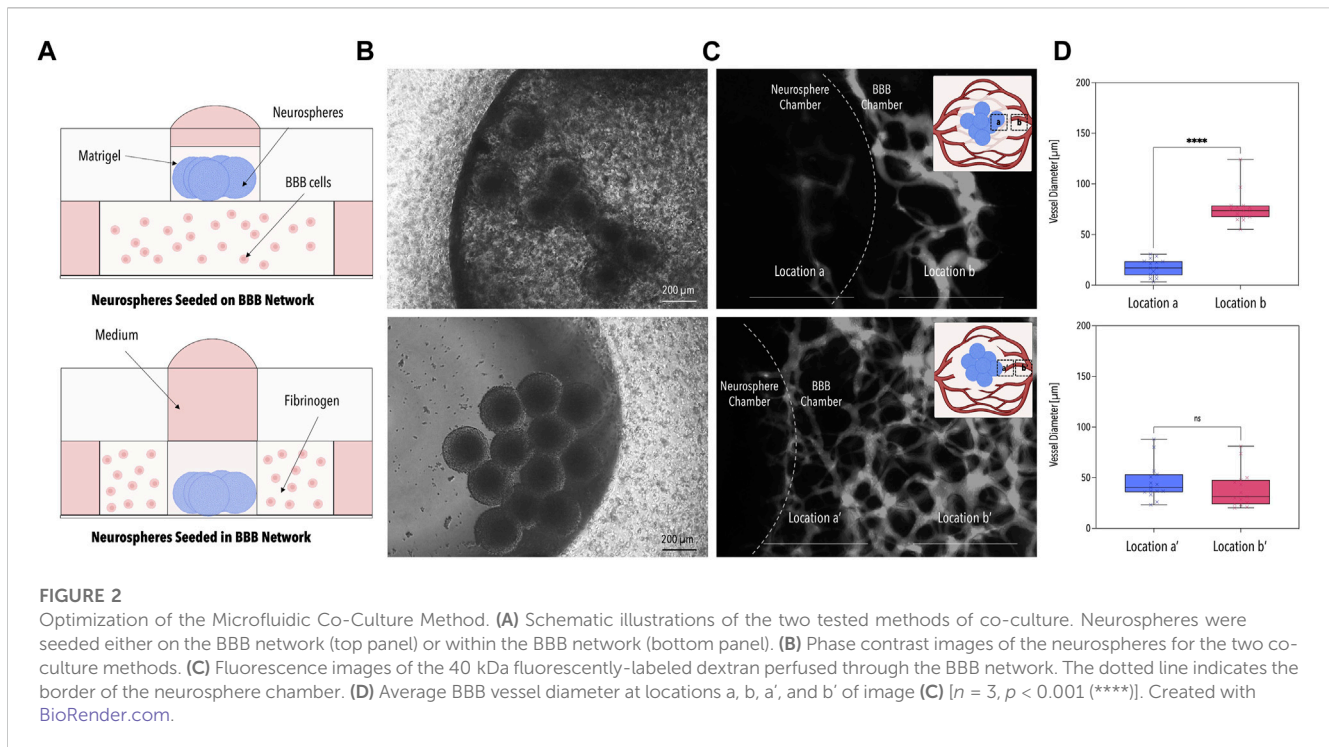 A
B
C
D
Neurospheres
Matrigel
BBB cells
Neurospheres Seeded on BBB Network
Medium
Fibrinogen
Neurospheres Seeded in BBB Network
200 µm
200 µm
Neurosphere
Chamber
BBB
Chamber
a
b
Location a
Location b
Neurosphere
Chamber
BBB
Chamber
a'
b'
Location a'
Location b'
Vessel Diameter [µm]
200
150
100
50
0
****
Location a
Location b
Vessel Diameter [µm]
200
150
100
50
0
ns
Location a'
Location b'
FIGURE 2
Optimization of the Microfluidic Co-Culture Method. (A) Schematic illustrations of the two tested methods of co-culture. Neurospheres were
seeded either on the BBB network (top panel) or within the BBB network (bottom panel). (B) Phase contrast images of the neurospheres for the two co-
culture methods. (C) Fluorescence images of the 40 kDa fluorescently-labeled dextran perfused through the BBB network. The dotted line indicates the
border of the neurosphere chamber. (D) Average BBB vessel diameter at locations a, b, a′, and b′ of image (C) [n = 3, p < 0.001 (****)]. Created with
BioRender.com.